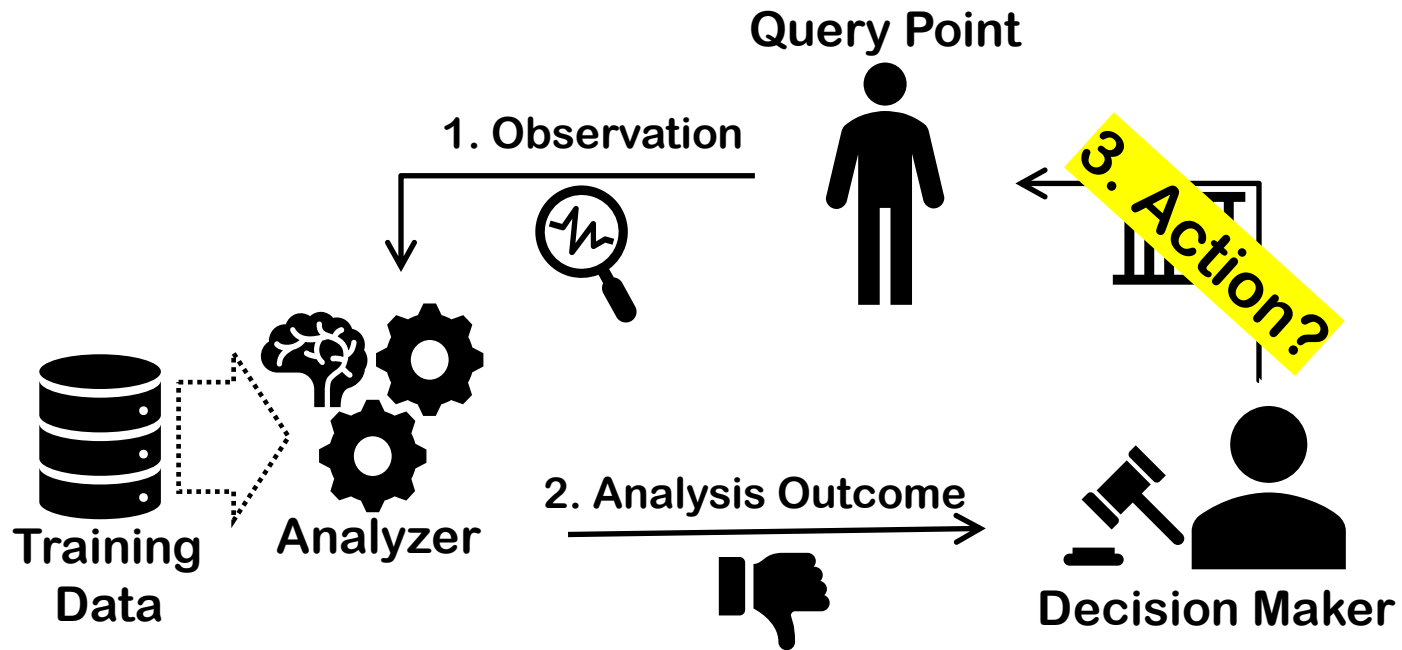 Query Point
1. Observation
3. Action?
Training
Data
Analyzer
2. Analysis Outcome
Decision Maker